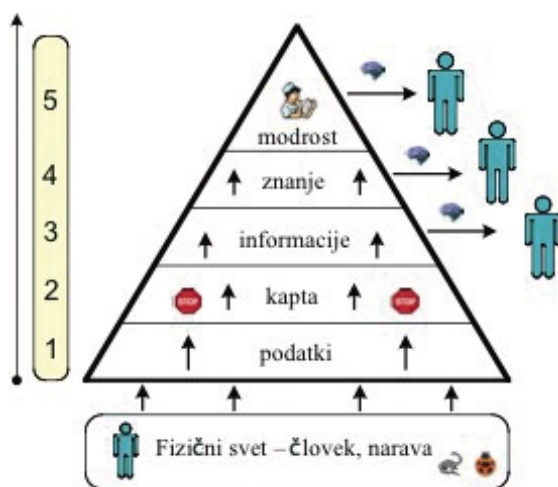 5
modrost
4
znanje
3
informacije
2
STOP
kapta
STOP
1
podatki
Fizični svet – človek, narava